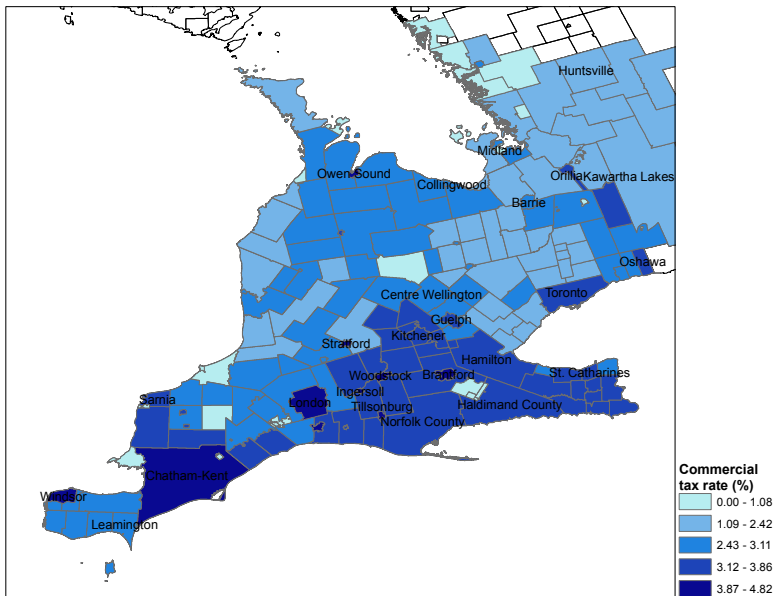 Huntsville
Midland
Owen Sound
Orillia
Kawartha Lakes
Collingwood
Barrie
Oshawa
Centre Wellington
Toronto
Guelph
Kitchener
Stratford
Hamilton
Woodstock
Brantford
St. Catharines
Sarnia
Ingersoll
London
Tillsonburg
Haldimand County
Norfolk County
Chatham-Kent
Windsor
Leamington
Commercial
tax rate (%)
0.00 - 1.08
1.09 - 2.42
2.43 - 3.11
3.12 - 3.86
3.87 - 4.82